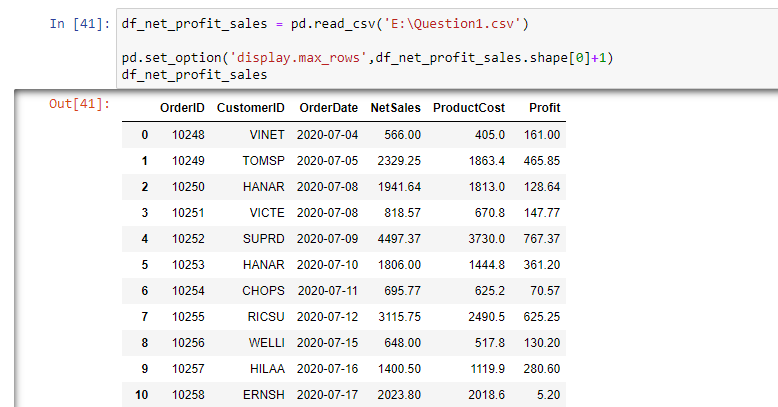 In [41]: df_net_profit_sales = pd.read_csv('E:\Question1.csv')
pd.set_option('display.max_rows',df_net_profit_sales.shape[0]+1)
df_net_profit_sales
Out[41]:
OrderID CustomerID OrderDate NetSales ProductCost Profit
0 10248 VINET 2020-07-04 566.00 405.0 161.00
1 10249 TOMSP 2020-07-05 2329.25 1863.4 465.85
2 10250 HANAR 2020-07-08 1941.64 1813.0 128.64
3 10251 VICTE 2020-07-08 818.57 670.8 147.77
4 10252 SUPRD 2020-07-09 4497.37 3730.0 767.37
5 10253 HANAR 2020-07-10 1806.00 1444.8 361.20
6 10254 CHOPS 2020-07-11 695.77 625.2 70.57
7 10255 RICSU 2020-07-12 3115.75 2490.5 625.25
8 10256 WELLI 2020-07-15 648.00 517.8 130.20
9 10257 HILAA 2020-07-16 1400.50 1119.9 280.60
10 10258 ERNSH 2020-07-17 2023.80 2018.6 5.20